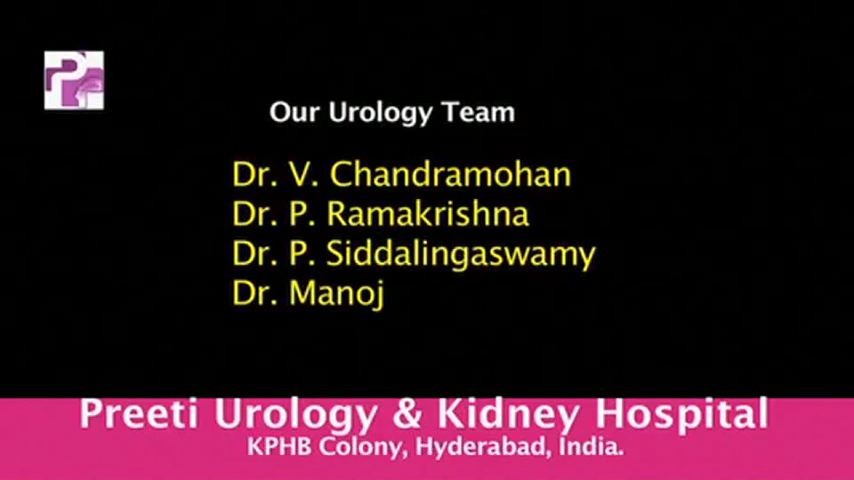 Our Urology Team
Dr. V. Chandramohan
Dr. P. Ramakrishna
Dr. P. Siddalingaswamy
Dr. Manoj
Preeti Urology & Kidney Hospital
KPHB Colony, Hyderabad, India.